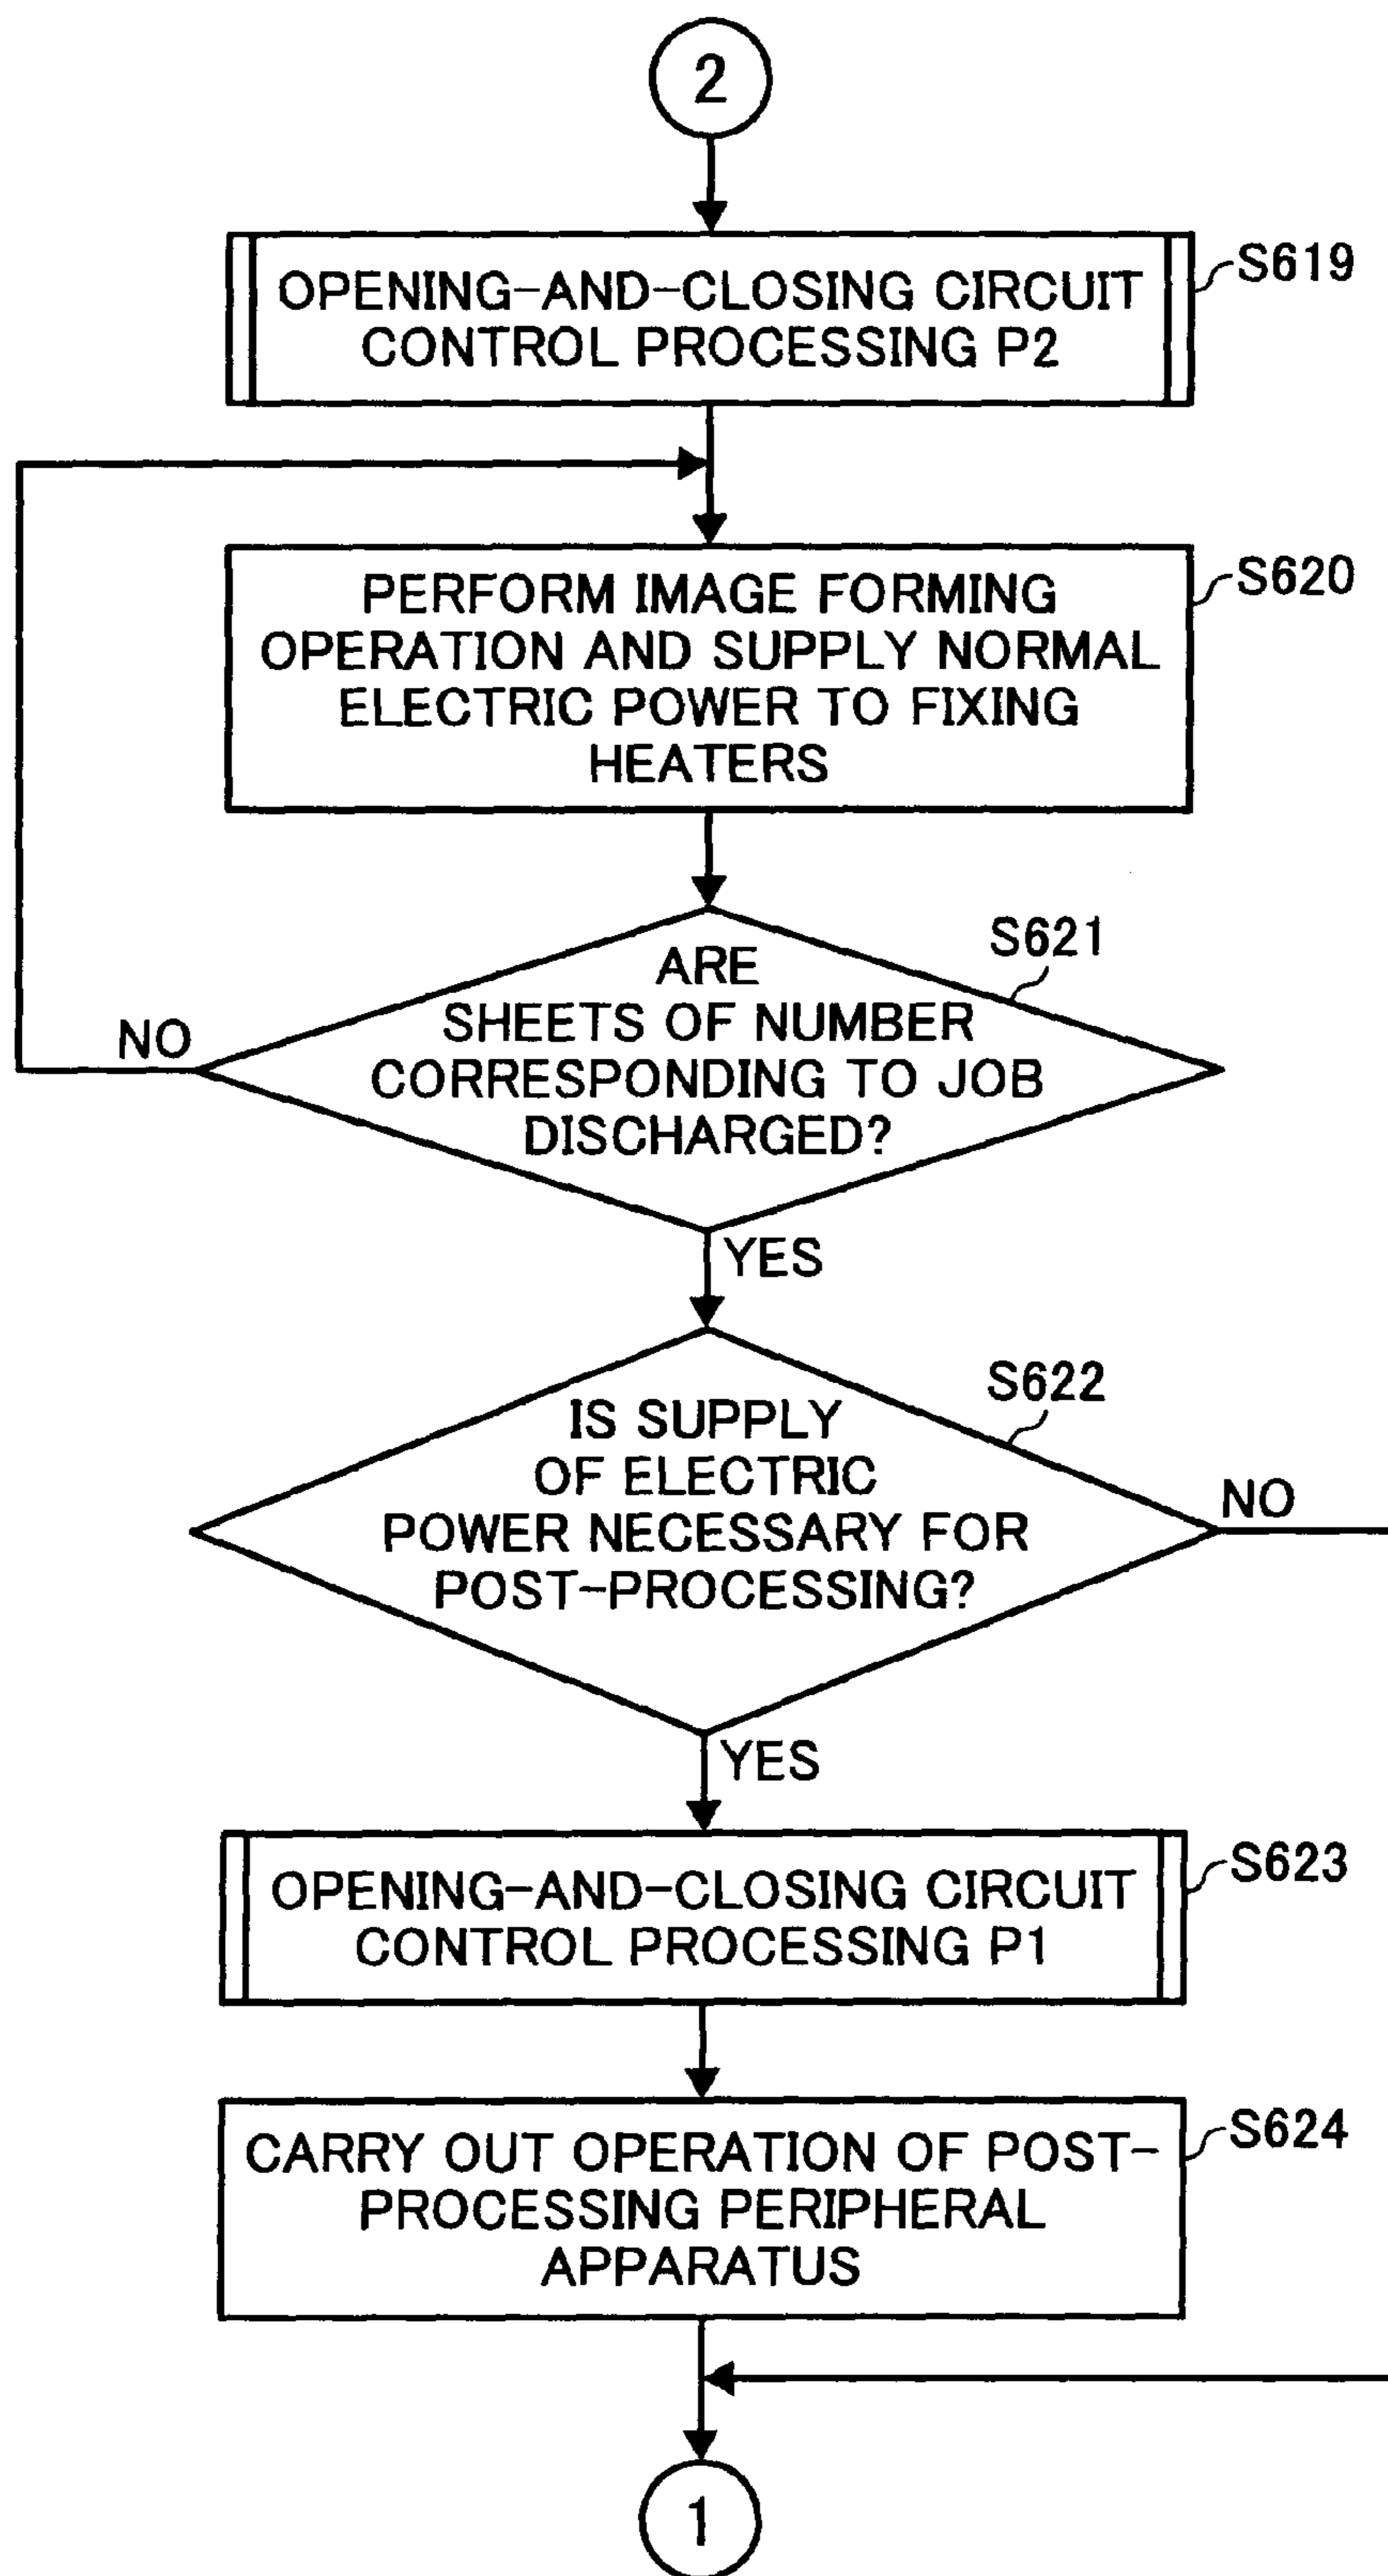 2
OPENING-AND-CLOSING CIRCUIT
CONTROL PROCESSING P2
S619
PERFORM IMAGE FORMING
OPERATION AND SUPPLY NORMAL
ELECTRIC POWER TO FIXING
HEATERS
S620
ARE
SHEETS OF NUMBER
CORRESPONDING TO JOB
DISCHARGED?
S621
NO
YES
IS SUPPLY
OF ELECTRIC
POWER NECESSARY FOR
POST-PROCESSING?
S622
NO
YES
OPENING-AND-CLOSING CIRCUIT
CONTROL PROCESSING P1
S623
CARRY OUT OPERATION OF POST-
PROCESSING PERIPHERAL
APPARATUS
S624
1